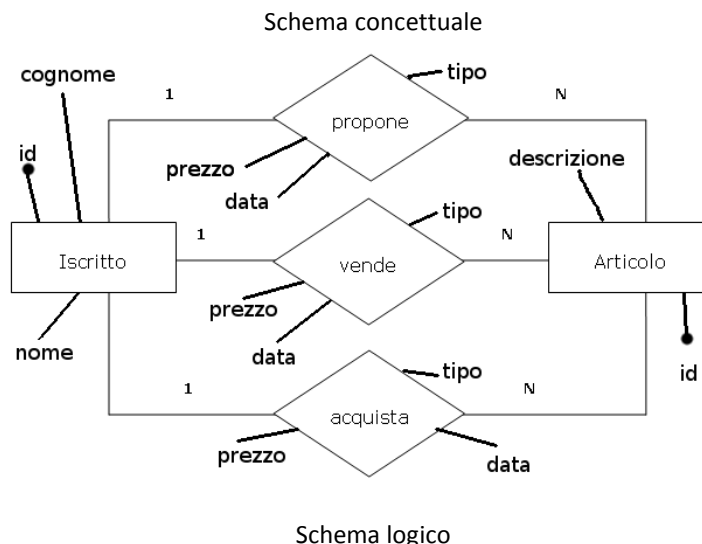 Schema concettuale
cognome
tipo
1
N
propone
id
prezzo
descrizione
data
tipo
1
N
Iscritto
vende
Articolo
prezzo
nome
data
tipo
id
1
N
acquista
prezzo
data
Schema logico